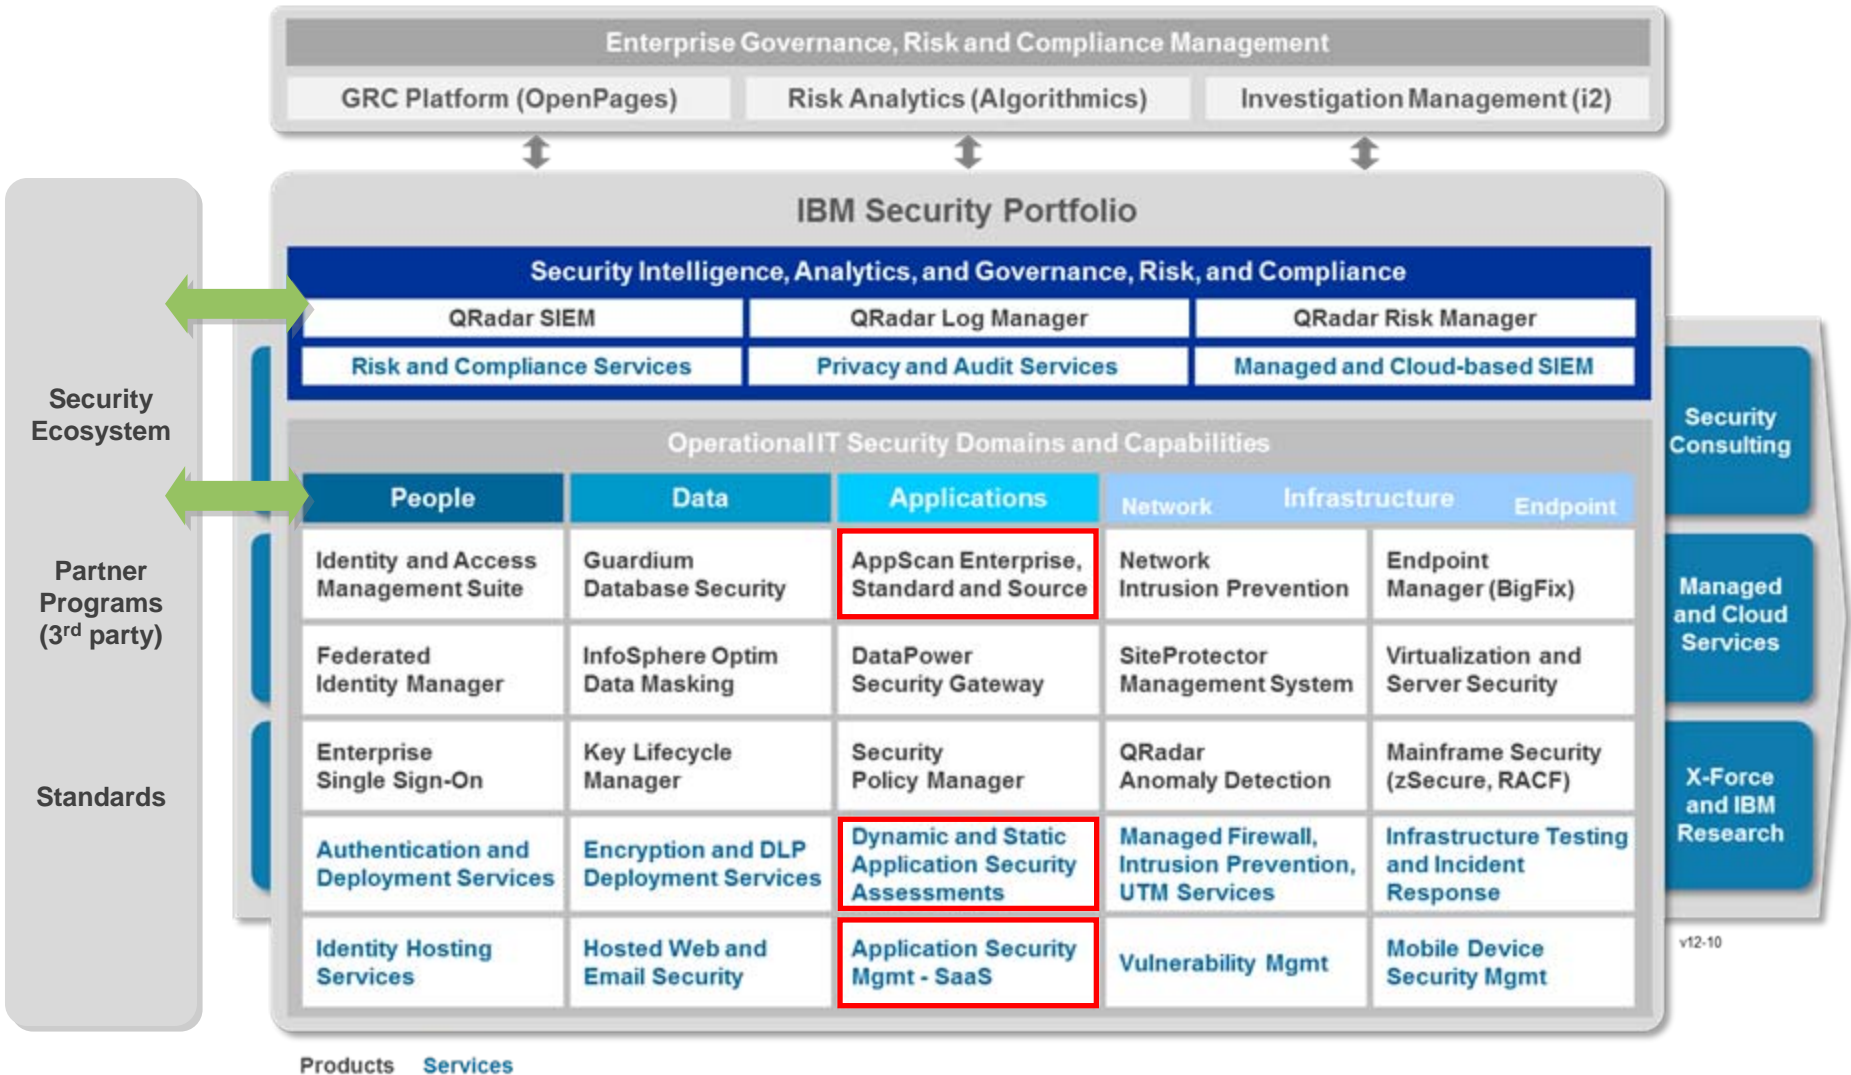 Enterprise Governance, Risk and Compliance Management
GRC Platform (OpenPages)
Risk Analytics (Algorithmics)
Investigation Management (i2)
IBM Security Portfolio
Security Intelligence, Analytics, and Governance, Risk, and Compliance
QRadar SIEM
QRadar Log Manager
QRadar Risk Manager
Risk and Compliance Services
Privacy and Audit Services
Managed and Cloud-based SIEM
Security
Ecosystem
Partner
Programs
(3rd party)
Standards
Operational IT Security Domains and Capabilities
People
Data
Applications
Network
Infrastructure
Endpoint
Identity and Access
Management Suite
Guardium
Database Security
AppScan Enterprise,
Standard and Source
Network
Intrusion Prevention
Endpoint
Manager (BigFix)
Federated
Identity Manager
InfoSphere Optim
Data Masking
DataPower
Security Gateway
SiteProtector
Management System
Virtualization and
Server Security
Enterprise
Single Sign-On
Key Lifecycle
Manager
Security
Policy Manager
QRadar
Anomaly Detection
Mainframe Security
(zSecure, RACF)
Authentication and
Deployment Services
Encryption and DLP
Deployment Services
Dynamic and Static
Application Security
Assessments
Managed Firewall,
Intrusion Prevention,
UTM Services
Infrastructure Testing
and Incident
Response
Identity Hosting
Services
Hosted Web and
Email Security
Application Security
Mgmt - SaaS
Vulnerability Mgmt
Mobile Device
Security Mgmt
Security
Consulting
Managed
and Cloud
Services
X-Force
and IBM
Research
v12-10
Products
Services